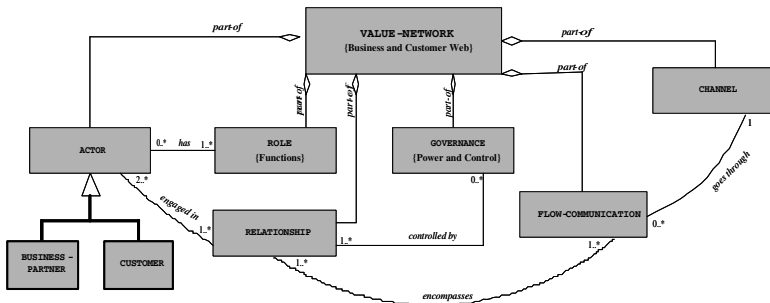 VALUE-NETWORK
{Business and Customer Web}
part-of
part-of
part-of
part-of
part-of
part-of
CHANNEL
ACTOR
0..*
has
1..*
ROLE
{Functions}
GOVERNANCE
{Power and Control}
1
2..*
0..*
engaged in
goes through
1..*
RELATIONSHIP
1..*
controlled by
FLOW-COMMUNICATION
0..*
1..*
1..*
BUSINESS -
PARTNER
CUSTOMER
encompasses